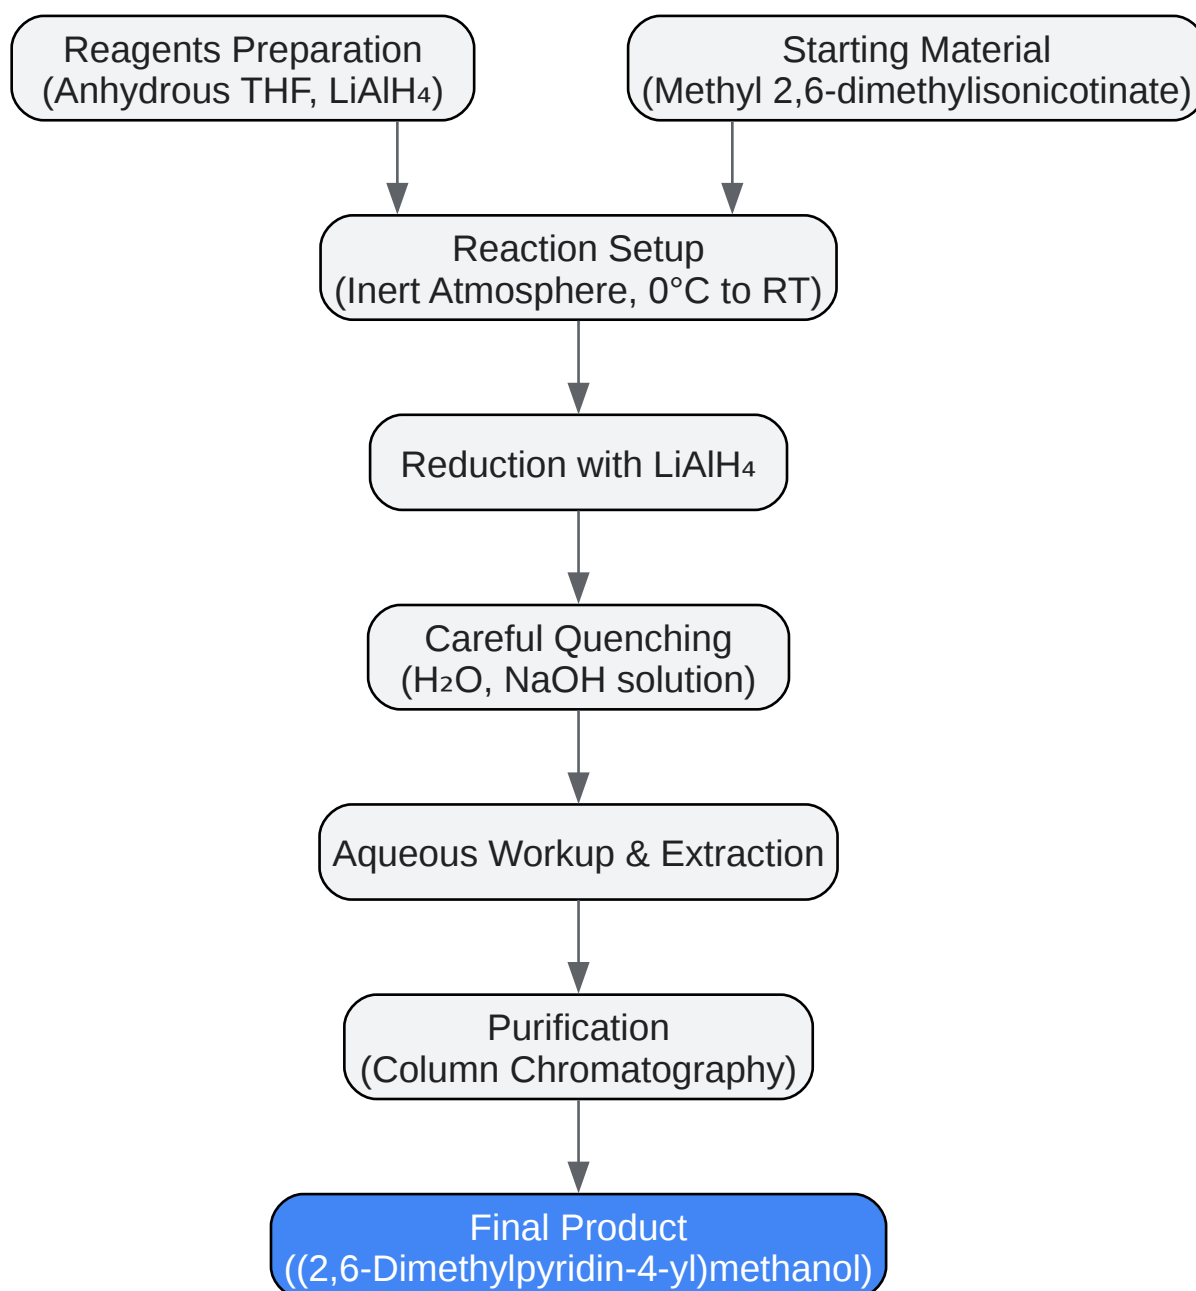 Reagents Preparation
(Anhydrous THF, LiAlH₄)
Starting Material
(Methyl 2,6-dimethylisonicotinate)
Reaction Setup
(Inert Atmosphere, 0°C to RT)
Reduction with LiAlH₄
Careful Quenching
(H₂O, NaOH solution)
Aqueous Workup & Extraction
Purification
(Column Chromatography)
Final Product
((2,6-Dimethylpyridin-4-yl)methanol)